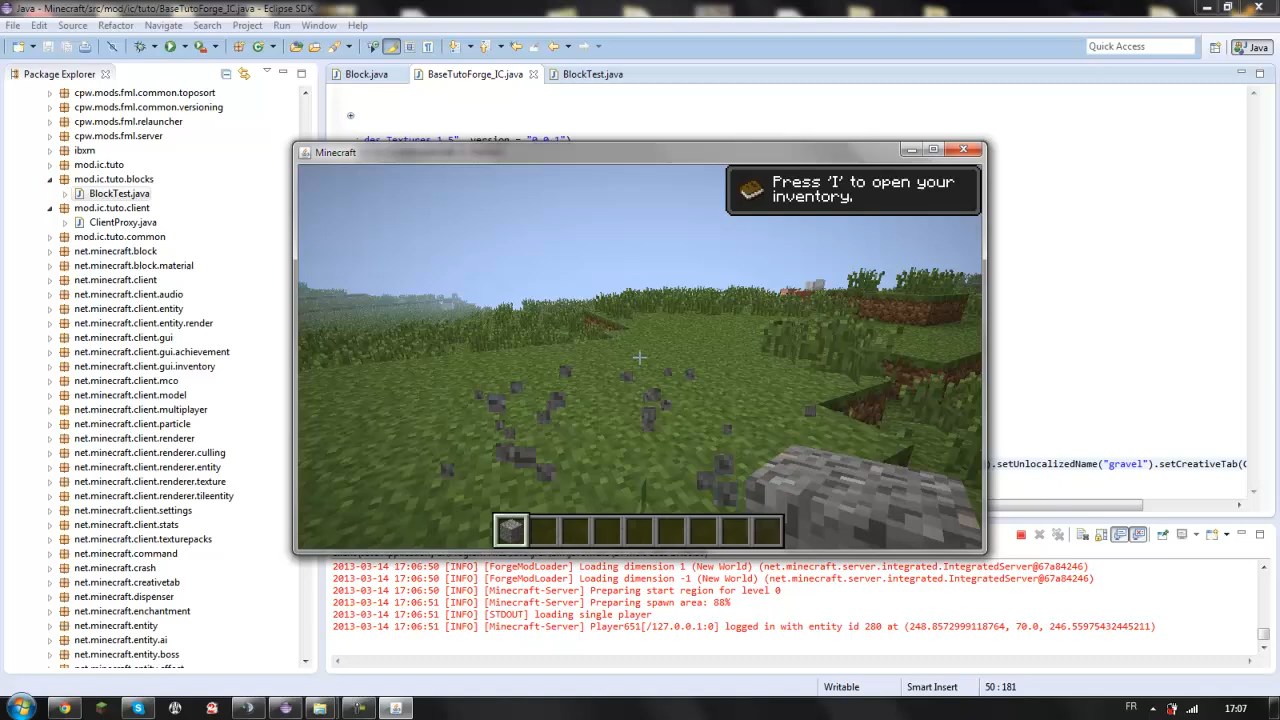 Java - Minecraft/src/mod/ic/tuto/BaseTutoForge_IC.java - Eclipse SDK
File Edit Source Refactor Navigate Search Project Run Window Help
Quick Access
Java
Package Explorer
Block.java
BaseTutoForge_IC.java
BlockTest.java
cpw.mods.fml.common.toposort
cpw.mods.fml.common.versioning
cpw.mods.fml.relauncher
cpw.mods.fml.server
ibxm
mod.ic.tuto
mod.ic.tuto.blocks
BlockTest.java
mod.ic.tuto.client
ClientProxy.java
mod.ic.tuto.common
net.minecraft.block
net.minecraft.block.material
net.minecraft.client
net.minecraft.client.audio
net.minecraft.client.entity
net.minecraft.client.entity.render
net.minecraft.client.gui
net.minecraft.client.gui.achievement
net.minecraft.client.gui.inventory
net.minecraft.client.mco
net.minecraft.client.model
net.minecraft.client.multiplayer
net.minecraft.client.particle
net.minecraft.client.renderer
net.minecraft.client.renderer.culling
net.minecraft.client.renderer.entity
net.minecraft.client.renderer.texture
net.minecraft.client.renderer.tileentity
net.minecraft.client.settings
net.minecraft.client.stats
net.minecraft.client.texturepacks
net.minecraft.command
net.minecraft.crash
net.minecraft.creativetab
net.minecraft.dispenser
net.minecraft.enchantment
net.minecraft.entity
net.minecraft.entity.ai
net.minecraft.entity.boss
net.minecraft.entity.effect
des Textures 1.5", version = "0.0.1")
Minecraft
Press 'I' to open your
inventory.
).setUnlocalizedName("gravel").setCreativeTab(C
2013-03-14 17:06:50 [INFO] [ForgeModLoader] Loading dimension 1 (New World) (net.minecraft.server.integrated.IntegratedServer@67a84246)
2013-03-14 17:06:50 [INFO] [ForgeModLoader] Loading dimension -1 (New World) (net.minecraft.server.integrated.IntegratedServer@67a84246)
2013-03-14 17:06:50 [INFO] [Minecraft-Server] Preparing start region for level 0
2013-03-14 17:06:51 [INFO] [Minecraft-Server] Preparing spawn area: 88%
2013-03-14 17:06:51 [INFO] [STDOUT] loading single player
2013-03-14 17:06:51 [INFO] [Minecraft-Server] Player651[/127.0.0.1:0] logged in with entity id 280 at (248.8572999118764, 70.0, 246.55975432445211)
Writable
Smart Insert
50 : 181
FR
17:07